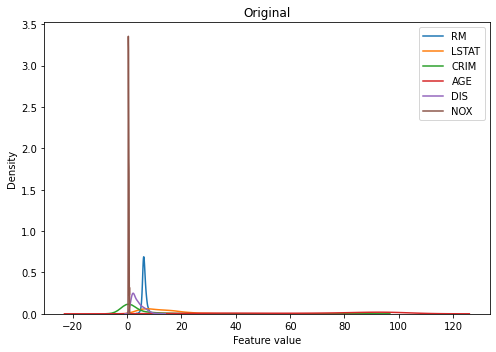 Original
3.5
3.0
2.5
2.0
1.5
1.0
0.5
0.0
Density
RM
LSTAT
CRIM
AGE
DIS
NOX
−20
0
20
40
60
80
100
120
Feature value